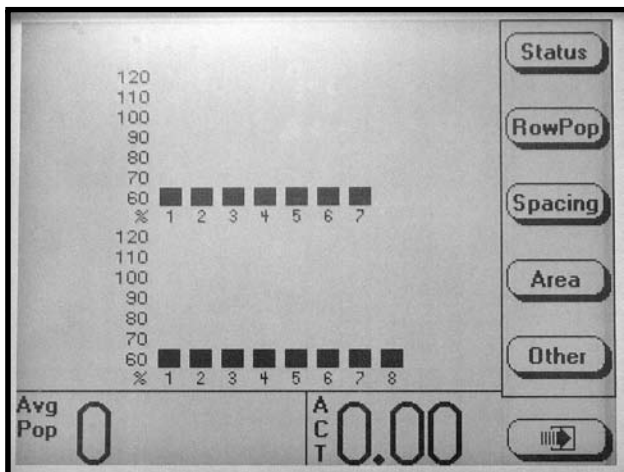 120
110
100
90
80
70
60
% 1 2 3 4 5 6 7
120
110
100
90
80
70
60
% 1 2 3 4 5 6 7 8
Status
RowPop
Spacing
Area
Other
Avg
Pop 0
ACT 0.00